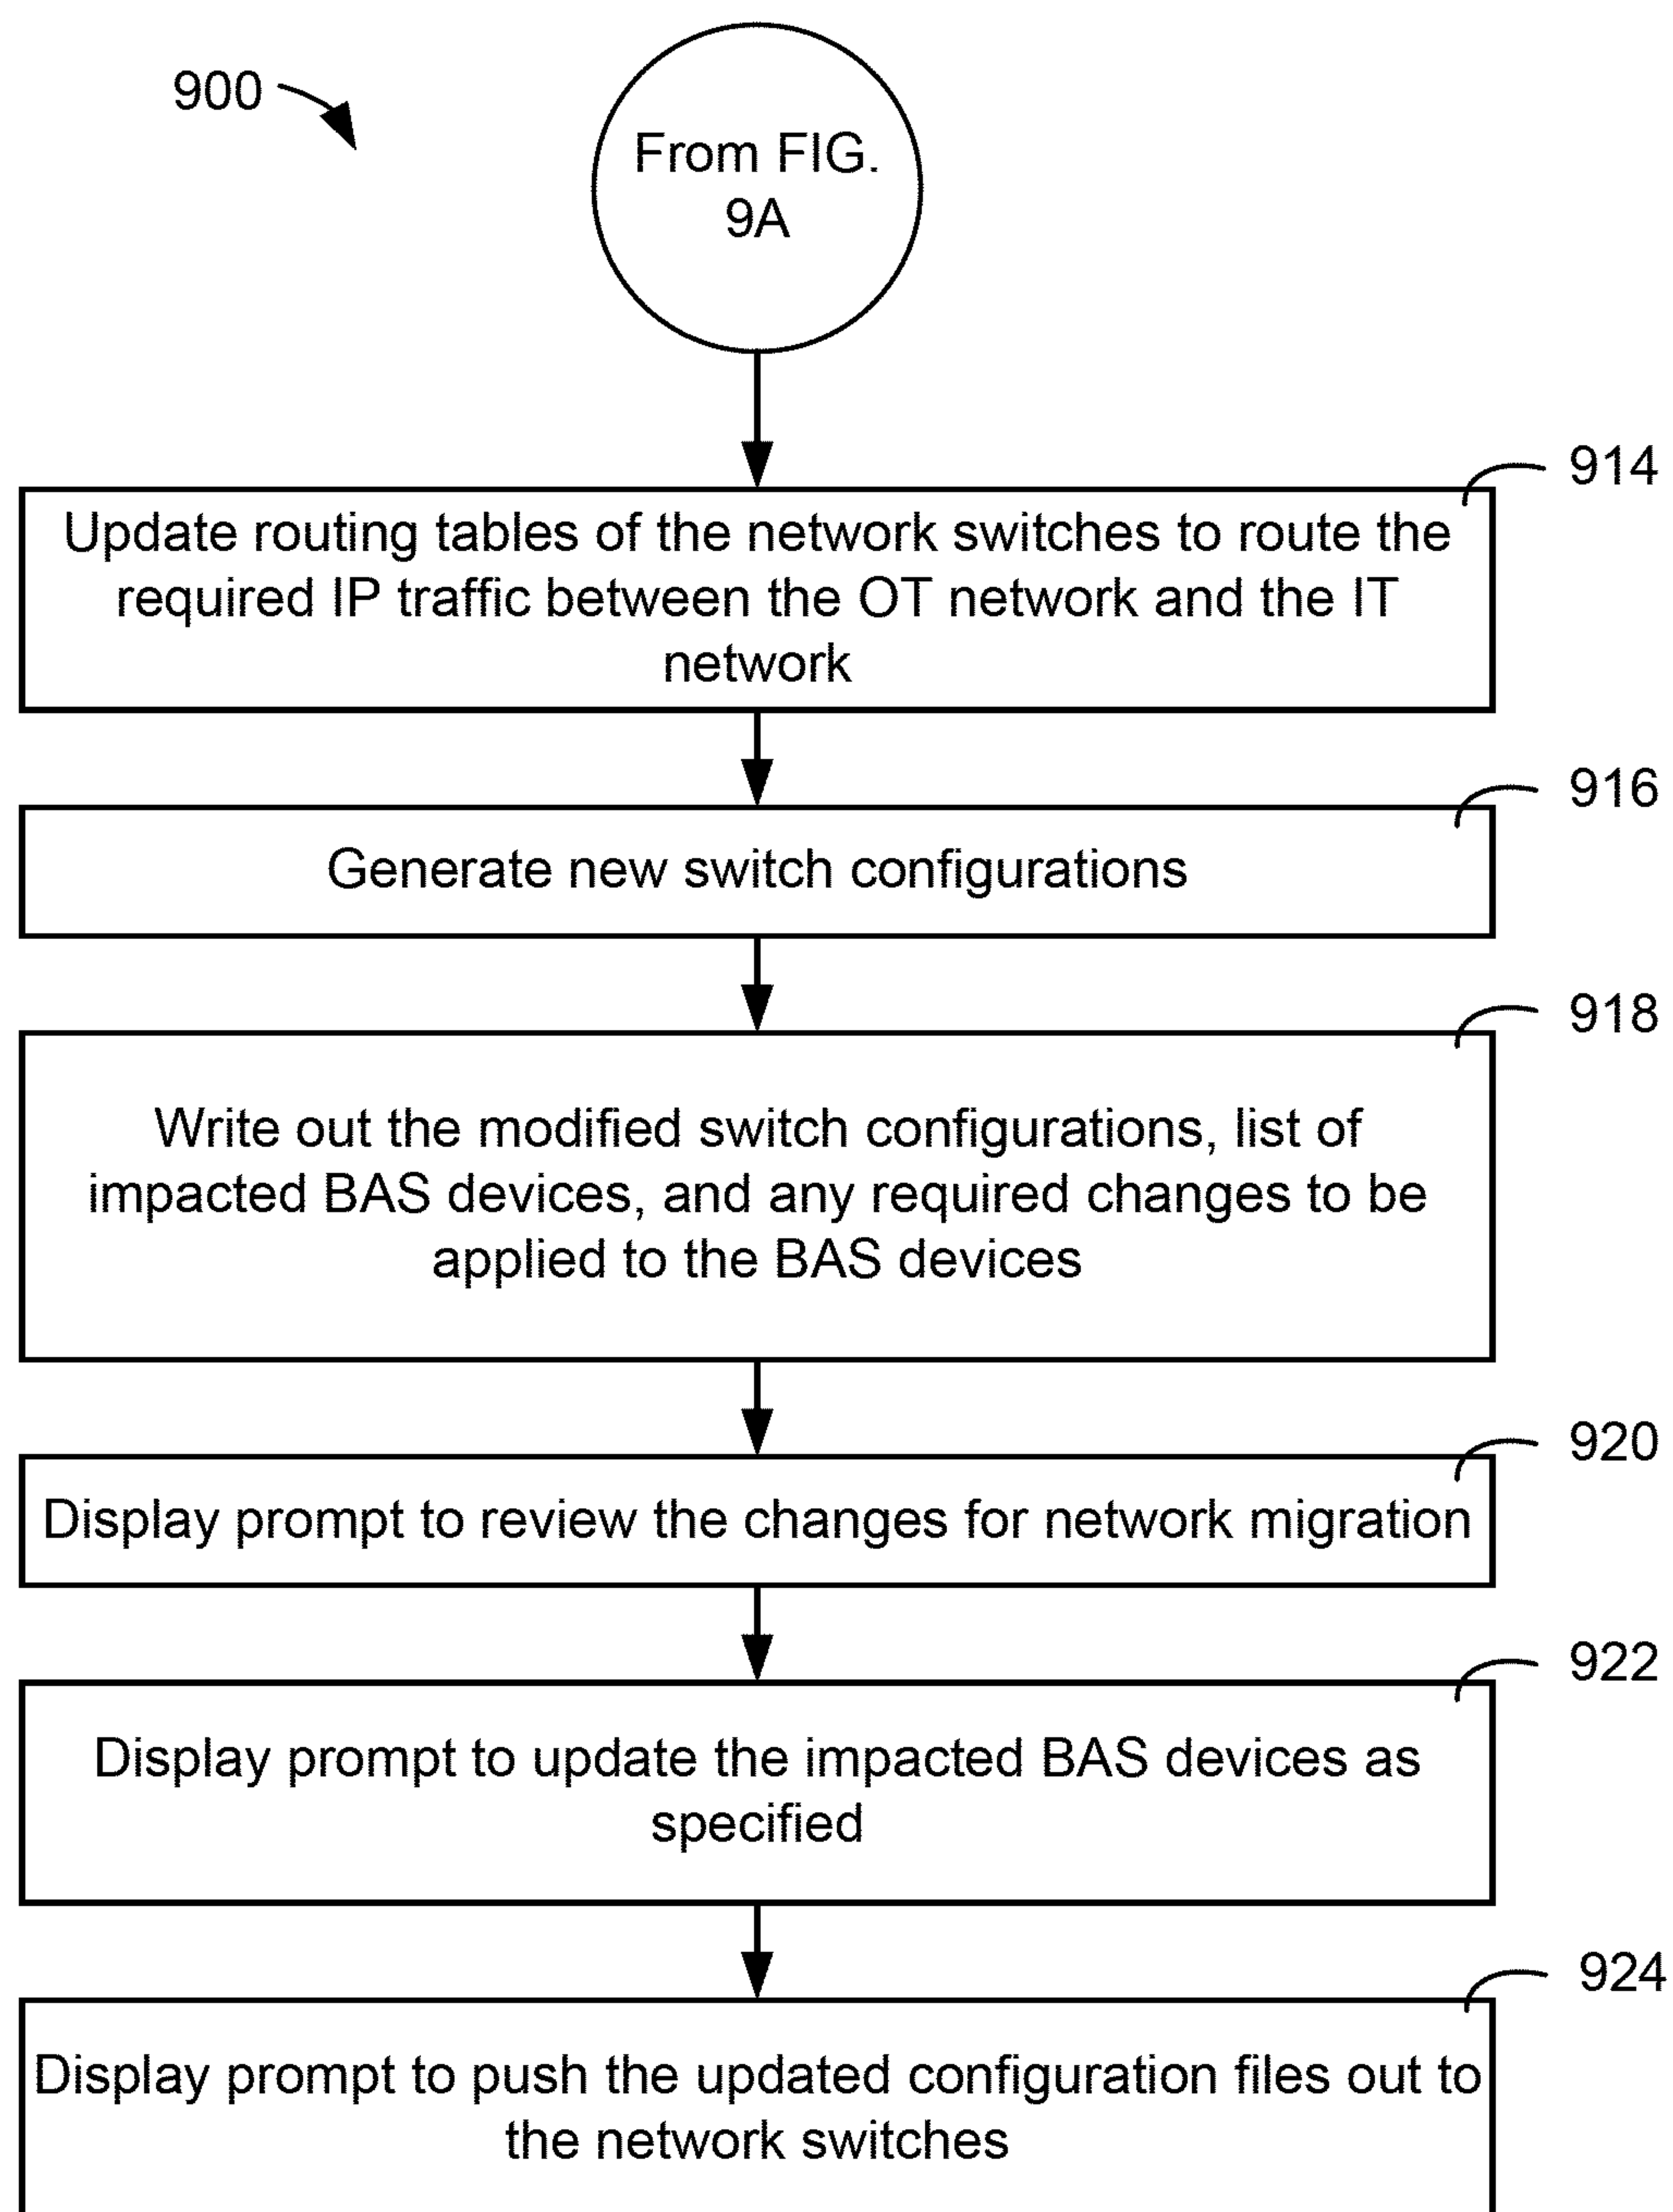 900
From FIG.
9A
914
Update routing tables of the network switches to route the
required IP traffic between the OT network and the IT
network
916
Generate new switch configurations
918
Write out the modified switch configurations, list of
impacted BAS devices, and any required changes to be
applied to the BAS devices
920
Display prompt to review the changes for network migration
922
Display prompt to update the impacted BAS devices as
specified
924
Display prompt to push the updated configuration files out to
the network switches